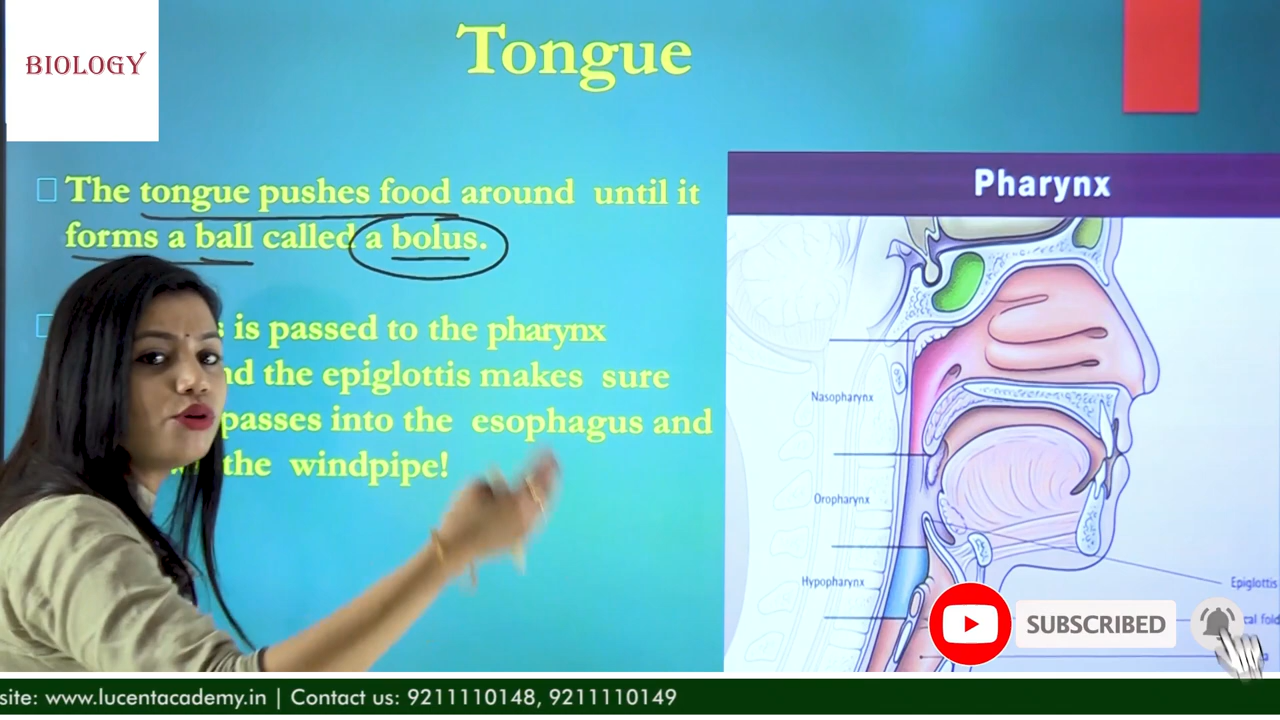 BIOLOGY
Tongue
The tongue pushes food around until it
forms a ball called a bolus.
is passed to the pharynx
the epiglottis makes sure
passes into the esophagus and
the windpipe!
Pharynx
Nasopharynx
Oropharynx
Hypopharynx
Epiglottis
SUBSCRIBED
site: www.lucentacademy.in | Contact us: 9211110148, 9211110149